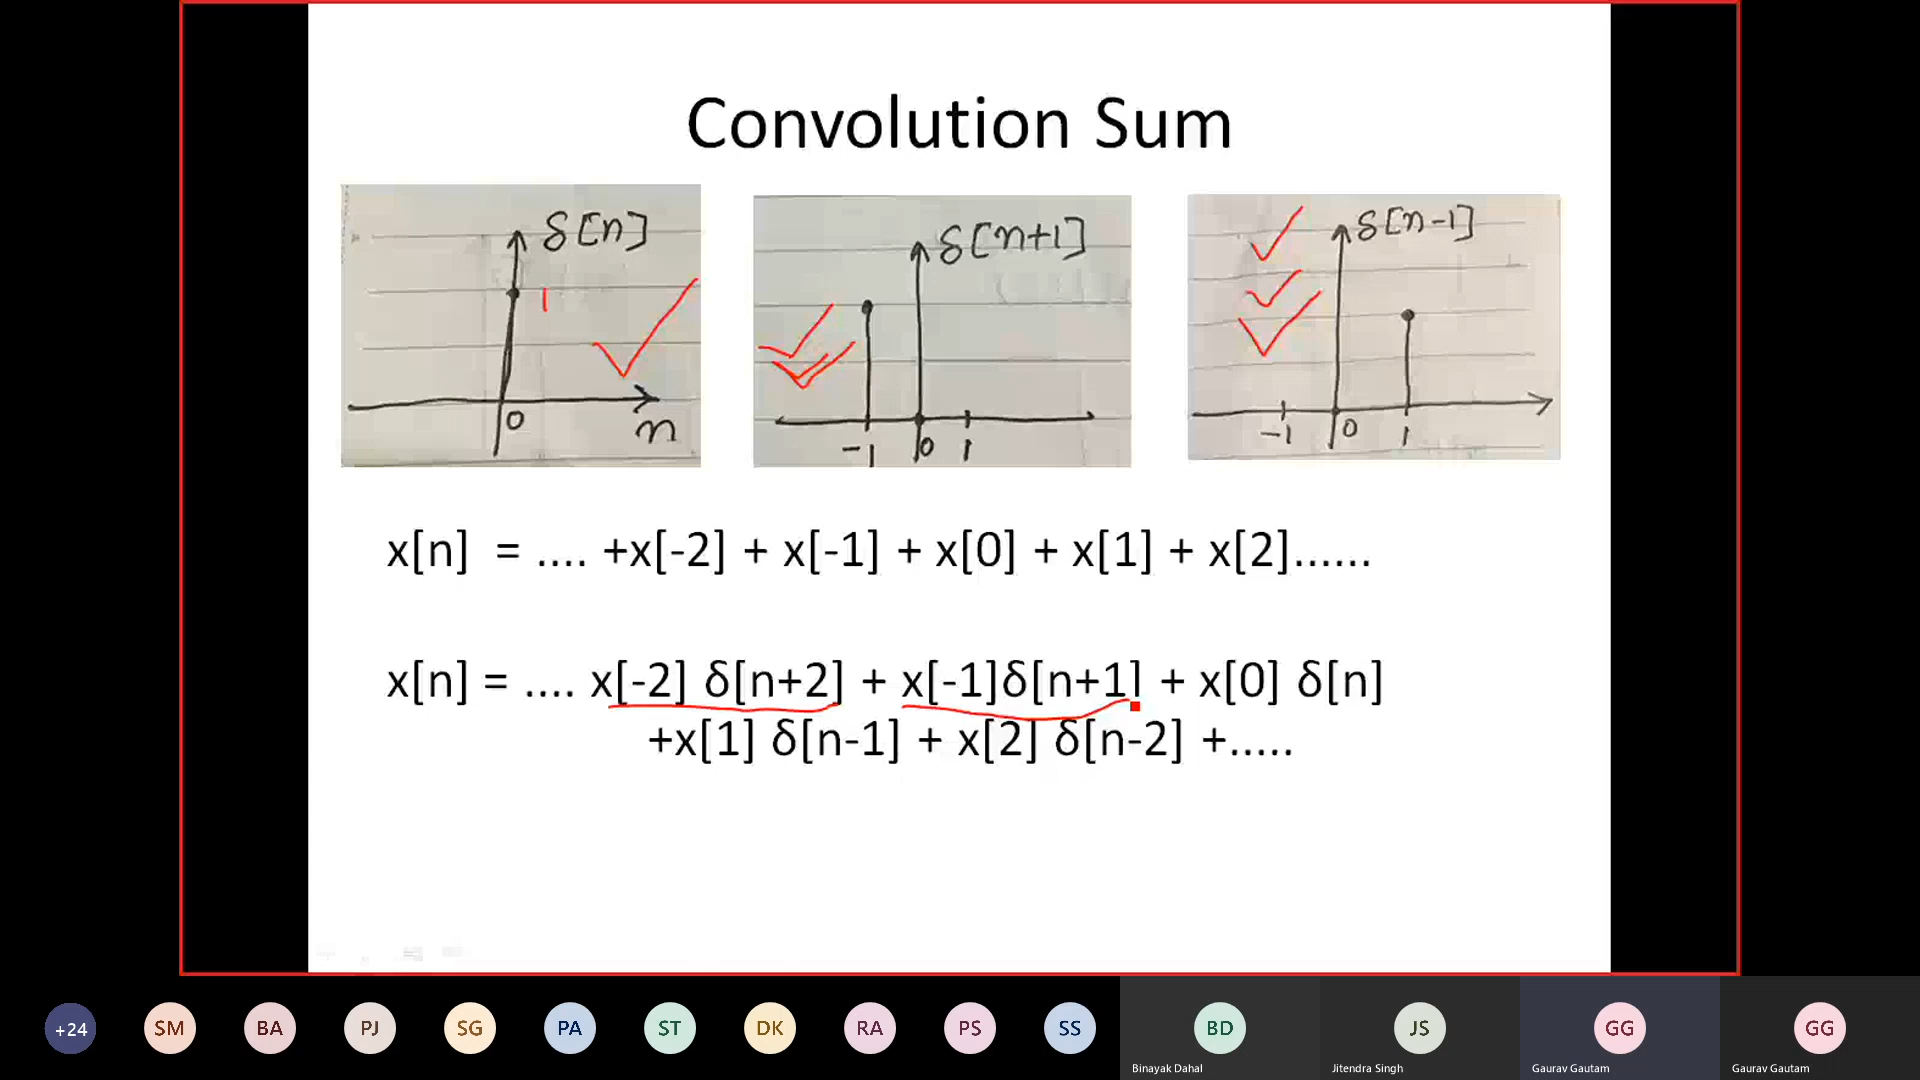 Convolution Sum
δ[n]
1
0
n
δ[n+1]
-1 0 1
δ[n-1]
-1 0 1
x[n] = .... +x[-2] + x[-1] + x[0] + x[1] + x[2]......
x[n] = .... x[-2] δ[n+2] + x[-1]δ[n+1] + x[0] δ[n]
+x[1] δ[n-1] + x[2] δ[n-2] +.....
+24 SM BA PJ SG PA ST DK RA PS SS BD JS GG GG
Binayak Dahal Jitendra Singh Gaurav Gautam Gaurav Gautam